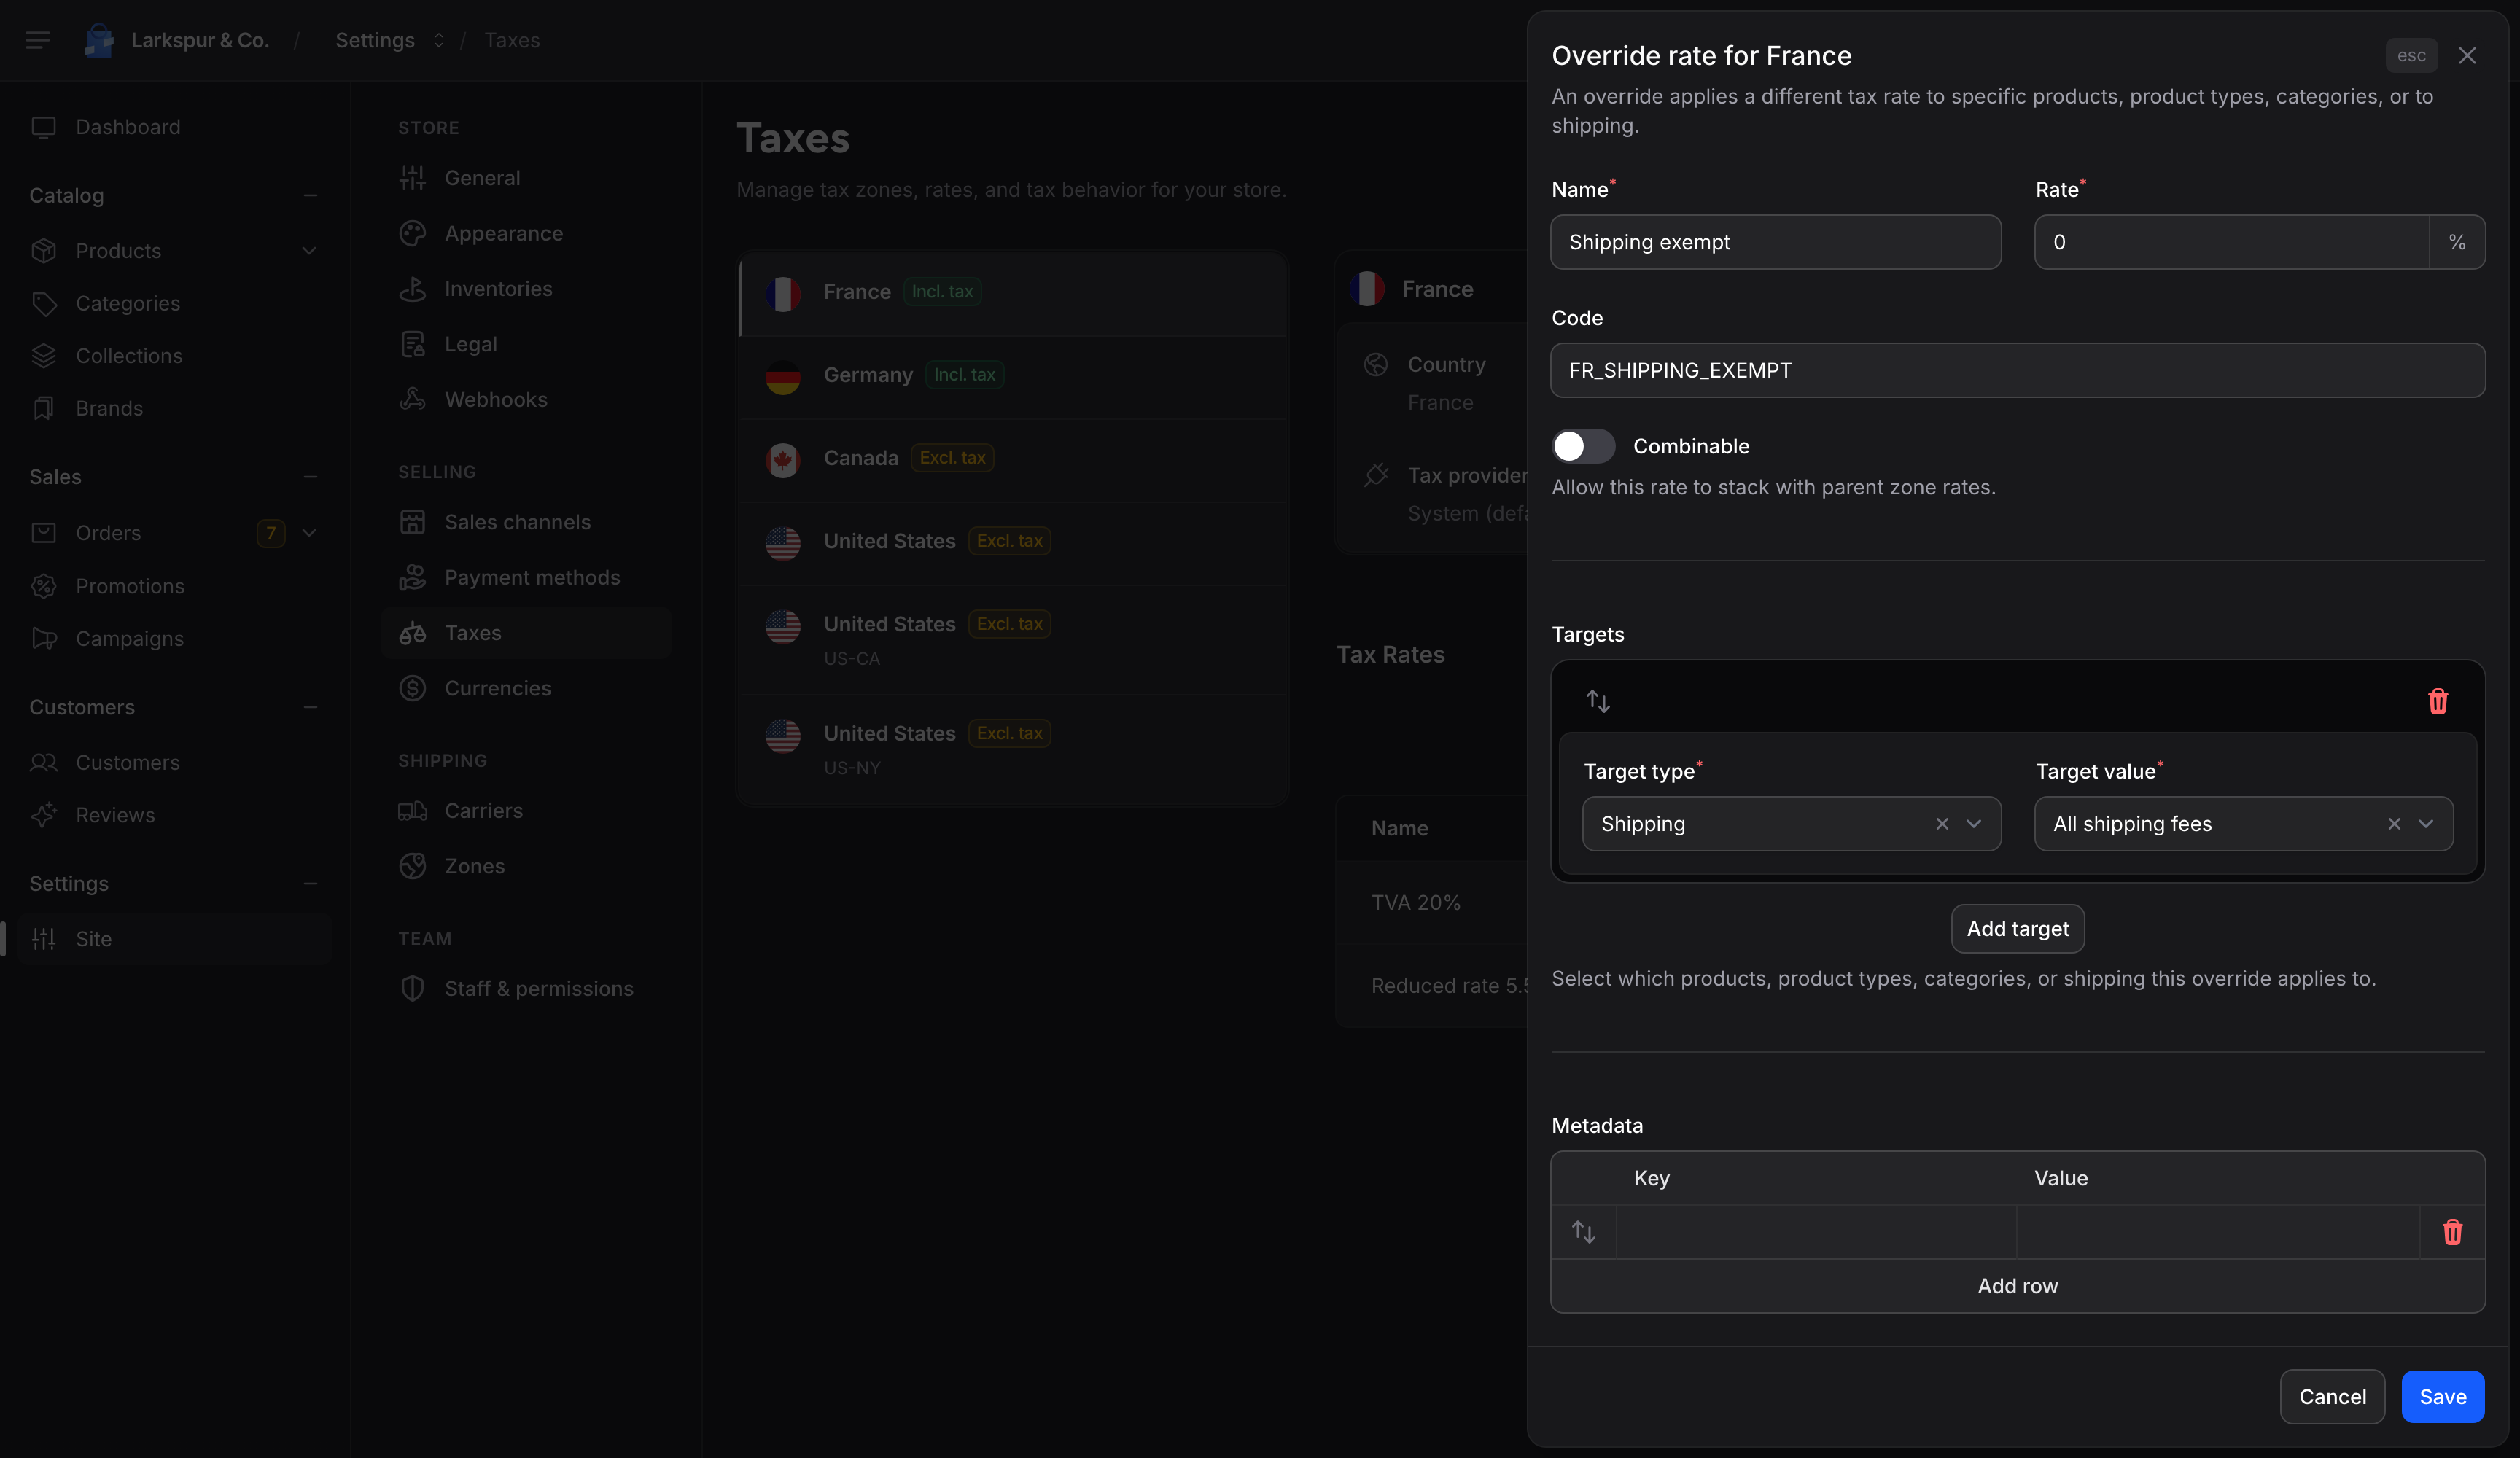 Larkspur & Co. / Settings / Taxes
Dashboard
Catalog
Products
Categories
Collections
Brands
Sales
Orders 7
Promotions
Campaigns
Customers
Customers
Reviews
Settings
Site
STORE
General
Appearance
Inventories
Legal
Webhooks
SELLING
Sales channels
Payment methods
Taxes
Currencies
SHIPPING
Carriers
Zones
TEAM
Staff & permissions
Taxes
Manage tax zones, rates, and tax behavior for your store.
France Incl. tax
Germany Incl. tax
Canada Excl. tax
United States Excl. tax
United States Excl. tax
US-CA
United States Excl. tax
US-NY
France
Country
France
Tax provider
System (defa
Tax Rates
Name
TVA 20%
Reduced rate 5.5
Override rate for France esc
An override applies a different tax rate to specific products, product types, categories, or to
shipping.
Name* Rate*
Shipping exempt 0 %
Code
FR_SHIPPING_EXEMPT
Combinable
Allow this rate to stack with parent zone rates.
Targets
Target type* Target value*
Shipping All shipping fees
Add target
Select which products, product types, categories, or shipping this override applies to.
Metadata
Key Value
Add row
Cancel Save